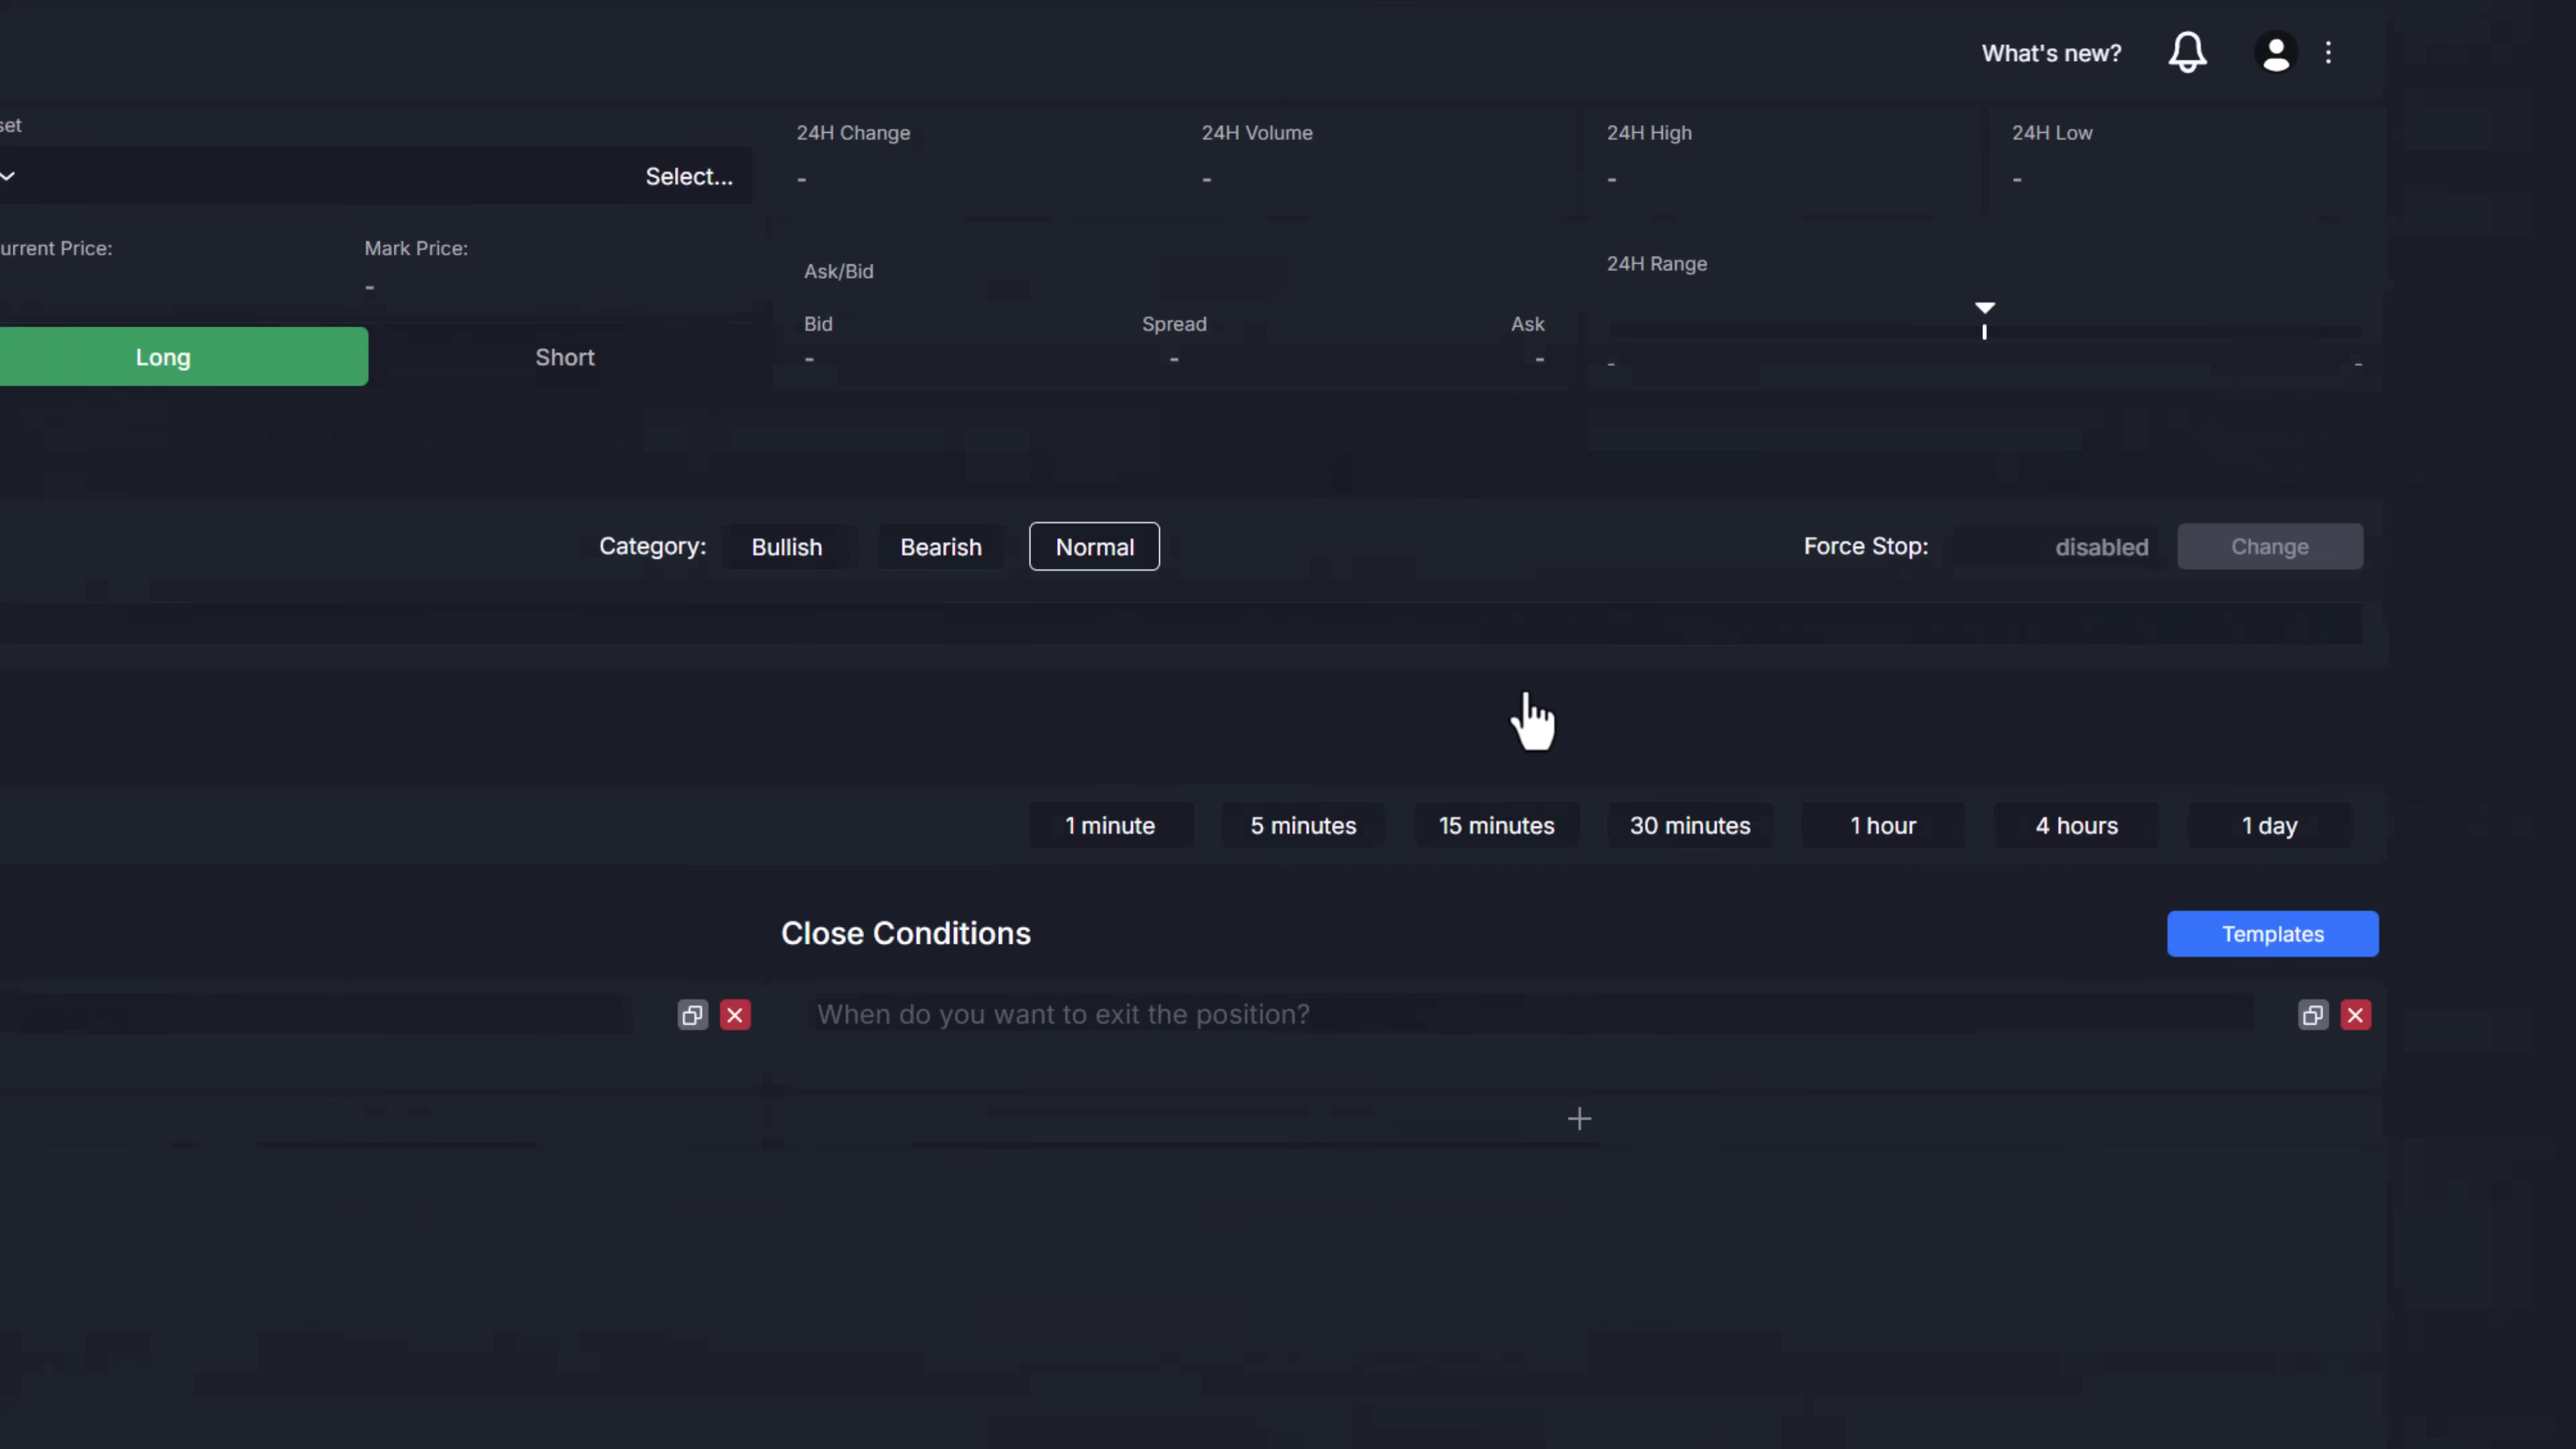 What's new?
set
24H Change
24H Volume
24H High
24H Low
Select...
-
-
-
-
urrent Price:
Mark Price:
-
Ask/Bid
24H Range
Bid
Spread
Ask
-
-
-
-
-
Long
Short
Category:
Bullish
Bearish
Normal
Force Stop:
disabled
Change
1 minute
5 minutes
15 minutes
30 minutes
1 hour
4 hours
1 day
Close Conditions
Templates
When do you want to exit the position?